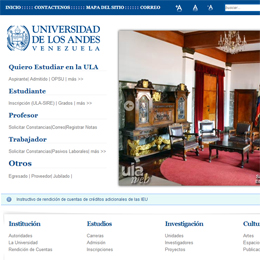 INICIO : : : : : CONTACTENOS : : : : : MAPA DEL SITIO : : : : : CORREO
Buscar...
UNIVERSIDAD
DE LOS ANDES
VENEZUELA
Quiero Estudiar en la ULA
Aspirante| Admitido | OPSU | más >>
Estudiante
Inscripción (ULA-SIRE) | Grados | más >>
Profesor
Solicitar Constancias|Correo|Registrar Notas
Trabajador
Solicitar Constancias|Pasivos Laborales| más >>
Otros
Egresado | Proveedor| Jubilado |
ula
web
Instructivo de rendición de cuentas de créditos adicionales de las IEU
Institución
Estudios
Investigación
Cultu
Autoridades
Carreras
Unidades
Artes
La Universidad
Admisión
Investigadores
Espacios
Rendición de Cuentas
Inscripciones
Proyectos
Publicac